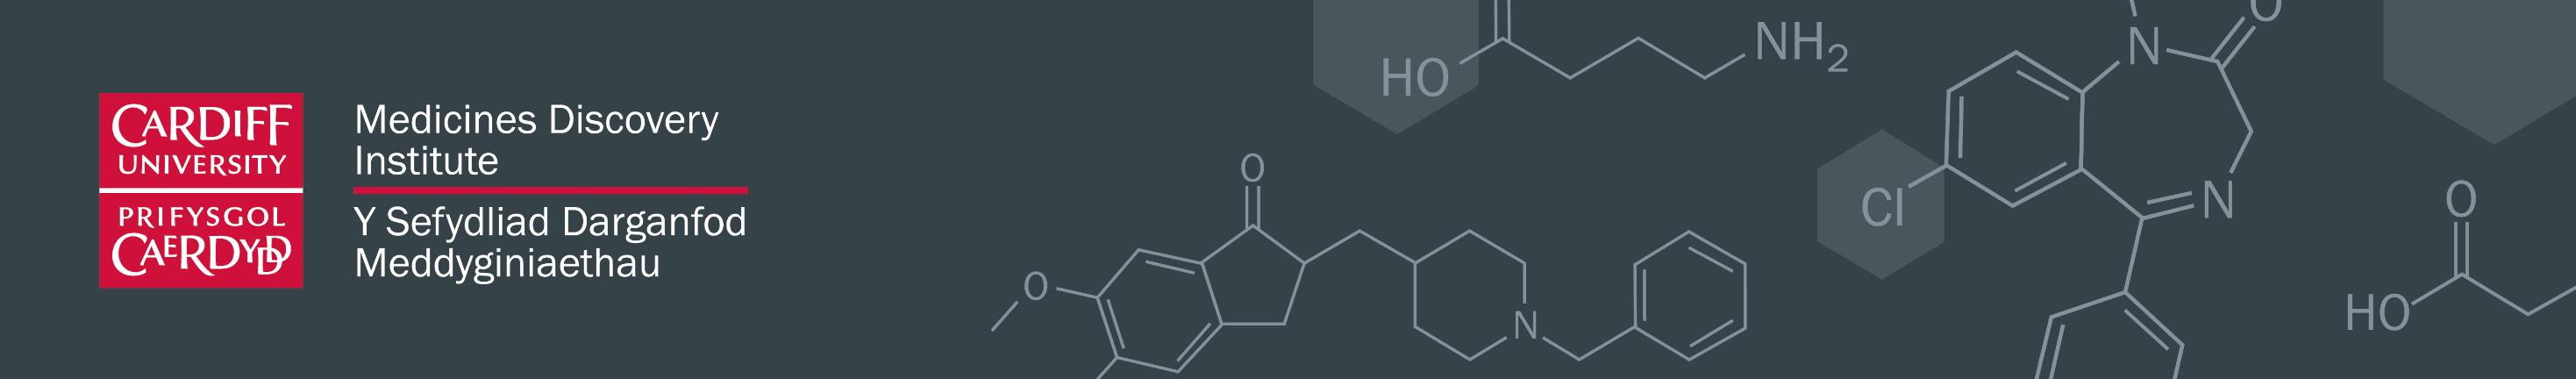 CARDIFF
UNIVERSITY
PRIFYSGOL
CAERDYDD
Medicines Discovery
Institute
Y Sefydliad Darganfod
Meddyginiaethau
HO
NH₂
O
O
N
N
O
Cl
N
O
HO